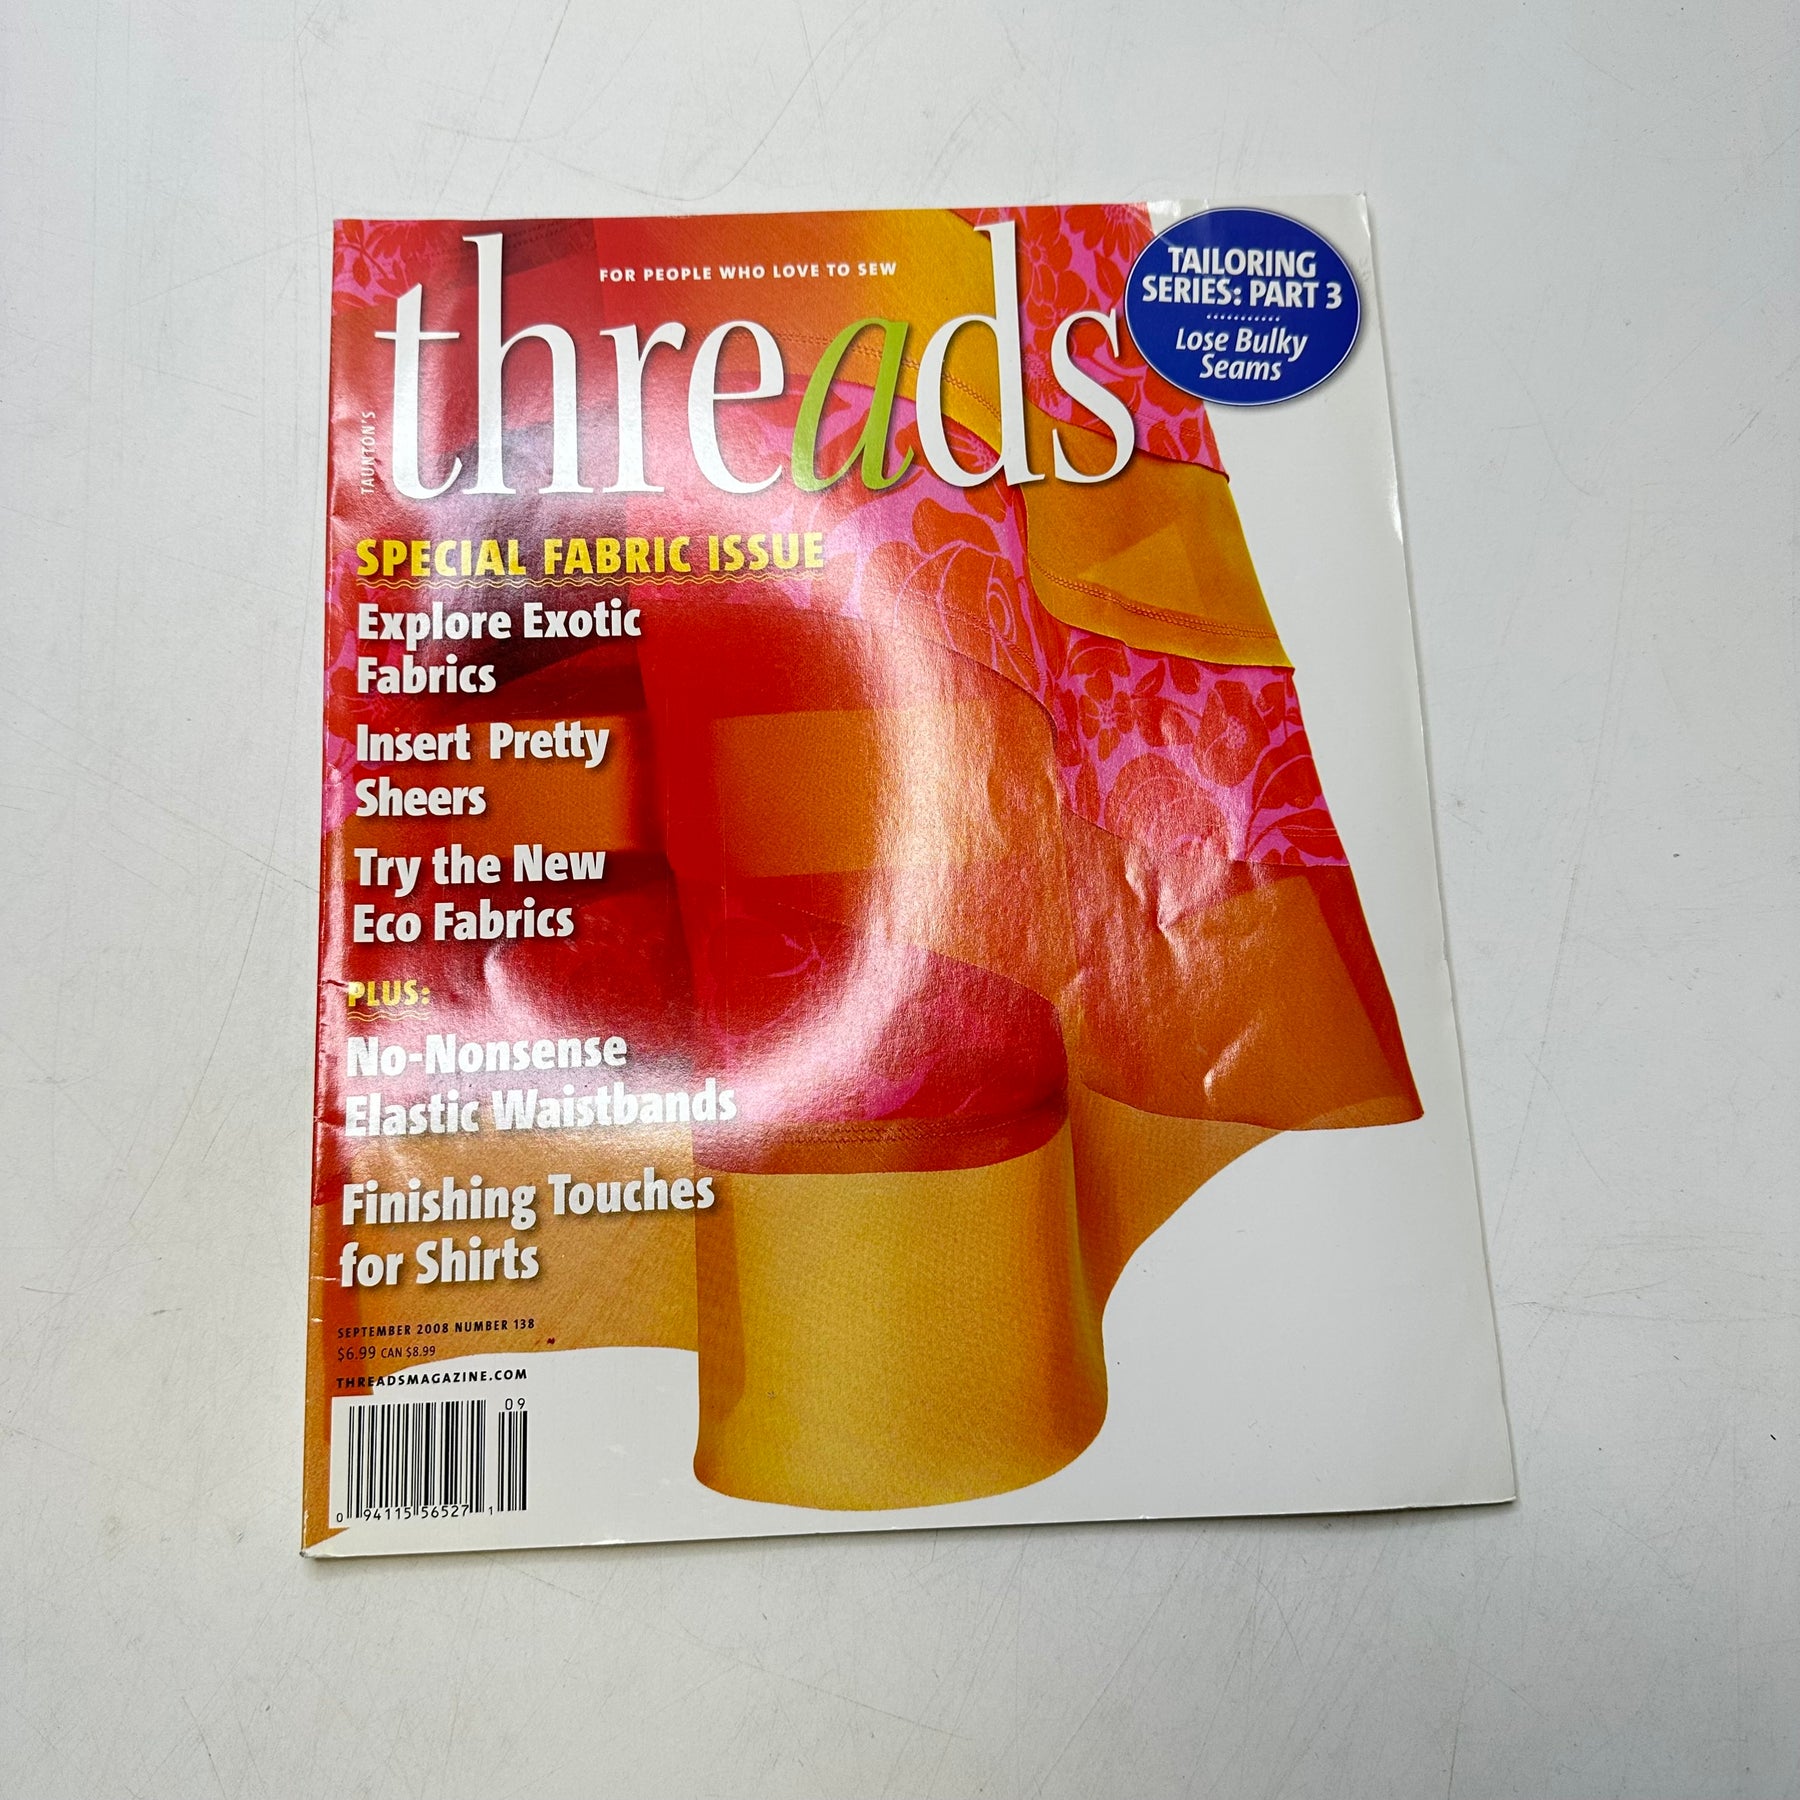 FOR PEOPLE WHO LOVE TO SEW
TAUNTON'S
threads
TAILORING
SERIES: PART 3
Lose Bulky
Seams
SPECIAL FABRIC ISSUE
Explore Exotic
Fabrics
Insert Pretty
Sheers
Try the New
Eco Fabrics
PLUS:
No-Nonsense
Elastic Waistbands
Finishing Touches
for Shirts
SEPTEMBER 2008 NUMBER 138
$6.99 CAN $8.99
THREADSMAGAZINE.COM
09
0 94115 56527 1